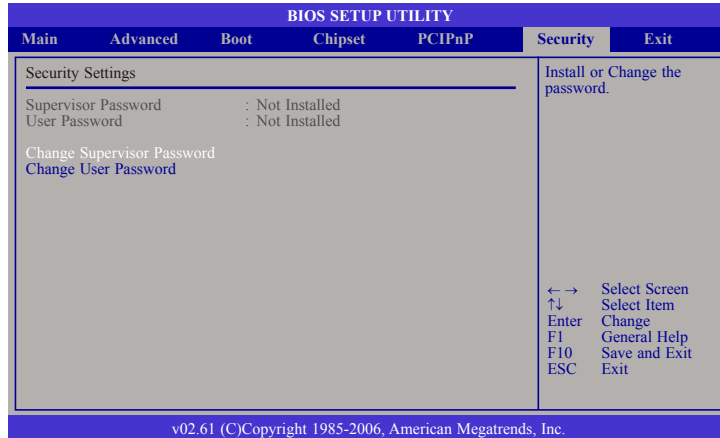 BIOS SETUP UTILITY
Main Advanced Boot Chipset PCIPnP Security Exit
Security Settings
Supervisor Password : Not Installed
User Password : Not Installed
Change Supervisor Password
Change User Password
Install or Change the
password.
←→ Select Screen
↑↓ Select Item
Enter Change
F1 General Help
F10 Save and Exit
ESC Exit
v02.61 (C)Copyright 1985-2006, American Megatrends, Inc.